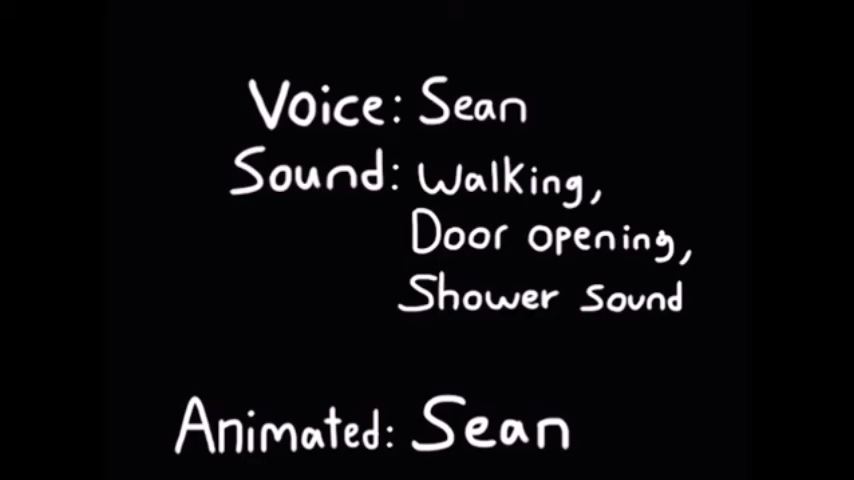 Voice: Sean
Sound: Walking,
Door opening,
Shower sound
Animated: Sean